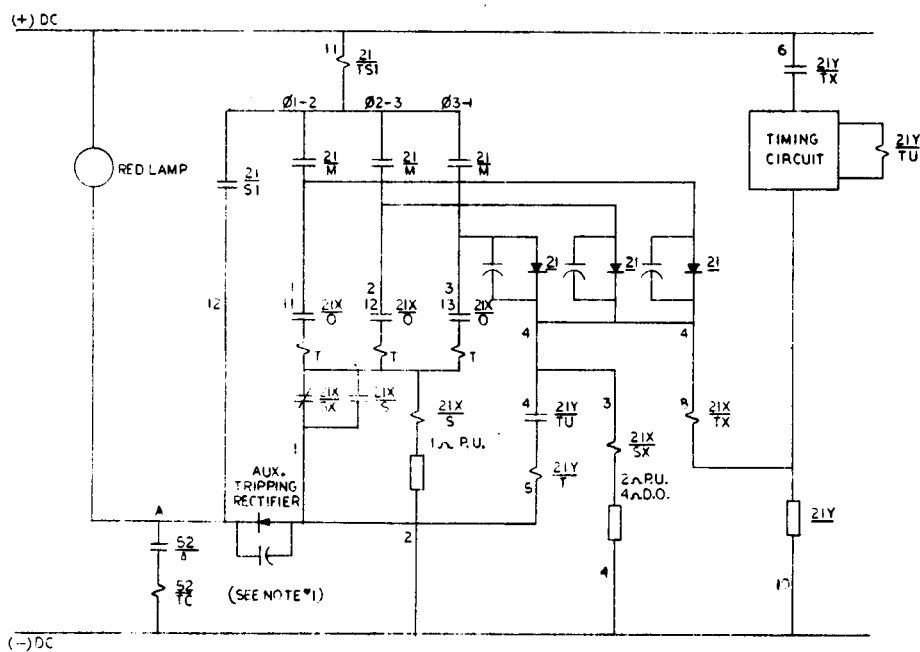 (+) DC
11 21/TS1
6
21Y/TX
Ø1-2 Ø2-3 Ø3-1
TIMING CIRCUIT
21Y/TU
RED LAMP
21/S1
21/M 21/M 21/M
21 21 21
12
1 2 3
11 21X/O 12 21X/O 13 21X/O
T T T
4 4
21X/SX 21X/S
21X/S
1Ω P.U.
4 21Y/TU
3
8 21X/TX
21X/SX
1
21Y/T
5
2Ω P.U.
4Ω D.O.
AUX. TRIPPING RECTIFIER
A
2
21Y
52/a
4
10
52/TC
(SEE NOTE #1)
(-) DC